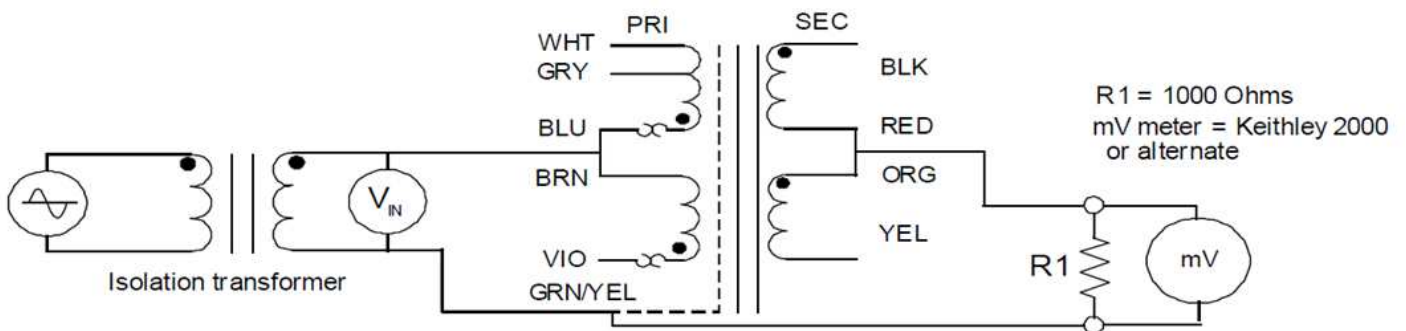 PRI
SEC
WHT
GRY
BLK
BLU
RED
R1 = 1000 Ohms
mV meter = Keithley 2000
or alternate
BRN
ORG
VIN
YEL
VIO
R1
mV
Isolation transformer
GRN/YEL